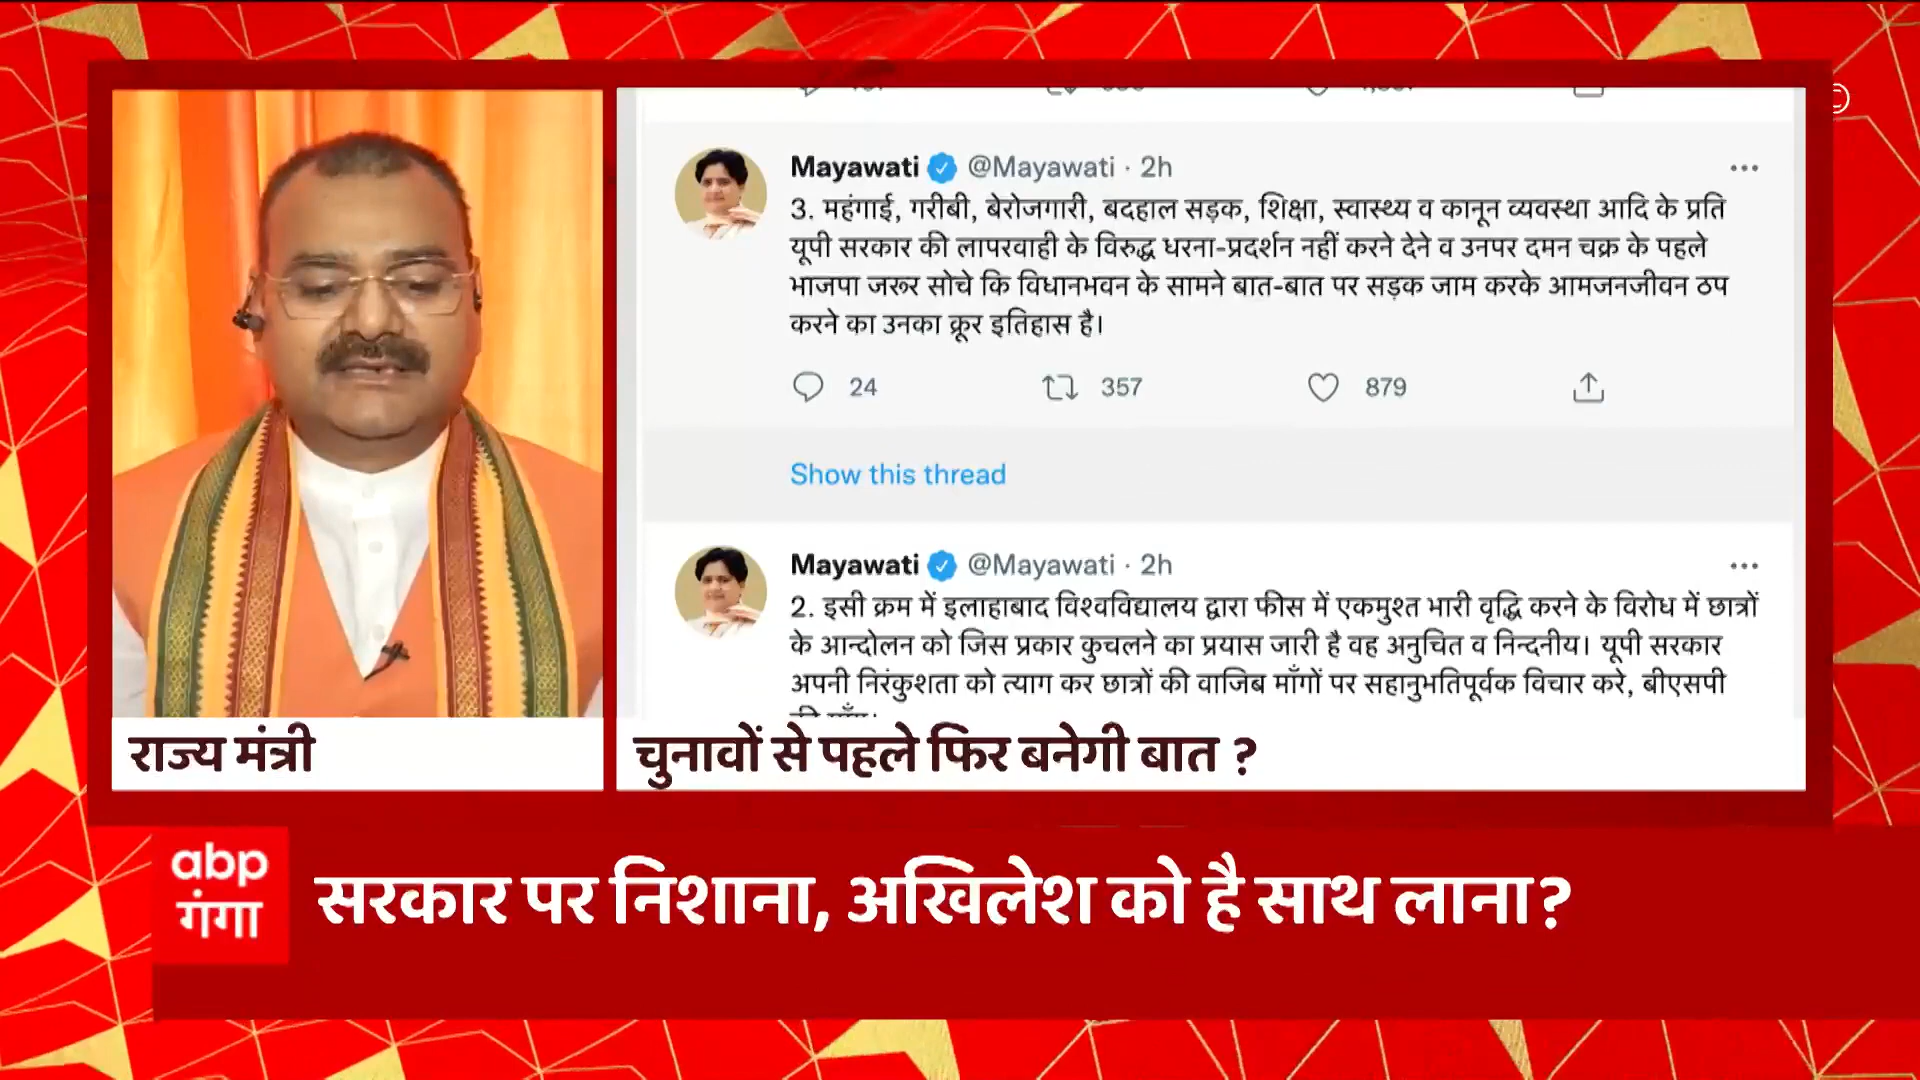 Mayawati @Mayawati · 2h
3. महंगाई, गरीबी, बेरोजगारी, बदहाल सड़क, शिक्षा, स्वास्थ्य व कानून व्यवस्था आदि के प्रति
यूपी सरकार की लापरवाही के विरुद्ध धरना-प्रदर्शन नहीं करने देने व उनपर दमन चक्र के पहले
भाजपा जरूर सोचे कि विधानभवन के सामने बात-बात पर सड़क जाम करके आमजनजीवन ठप
करने का उनका क्रूर इतिहास है।
24 357 879
Show this thread
Mayawati @Mayawati · 2h
2. इसी क्रम में इलाहाबाद विश्वविद्यालय द्वारा फीस में एकमुश्त भारी वृद्धि करने के विरोध में छात्रों
के आन्दोलन को जिस प्रकार कुचलने का प्रयास जारी है वह अनुचित व निन्दनीय। यूपी सरकार
अपनी निरंकुशता को त्याग कर छात्रों की वाजिब माँगों पर सहानुभतिपूर्वक विचार करे, बीएसपी
राज्य मंत्री
चुनावों से पहले फिर बनेगी बात ?
abp
गंगा
सरकार पर निशाना, अखिलेश को है साथ लाना?